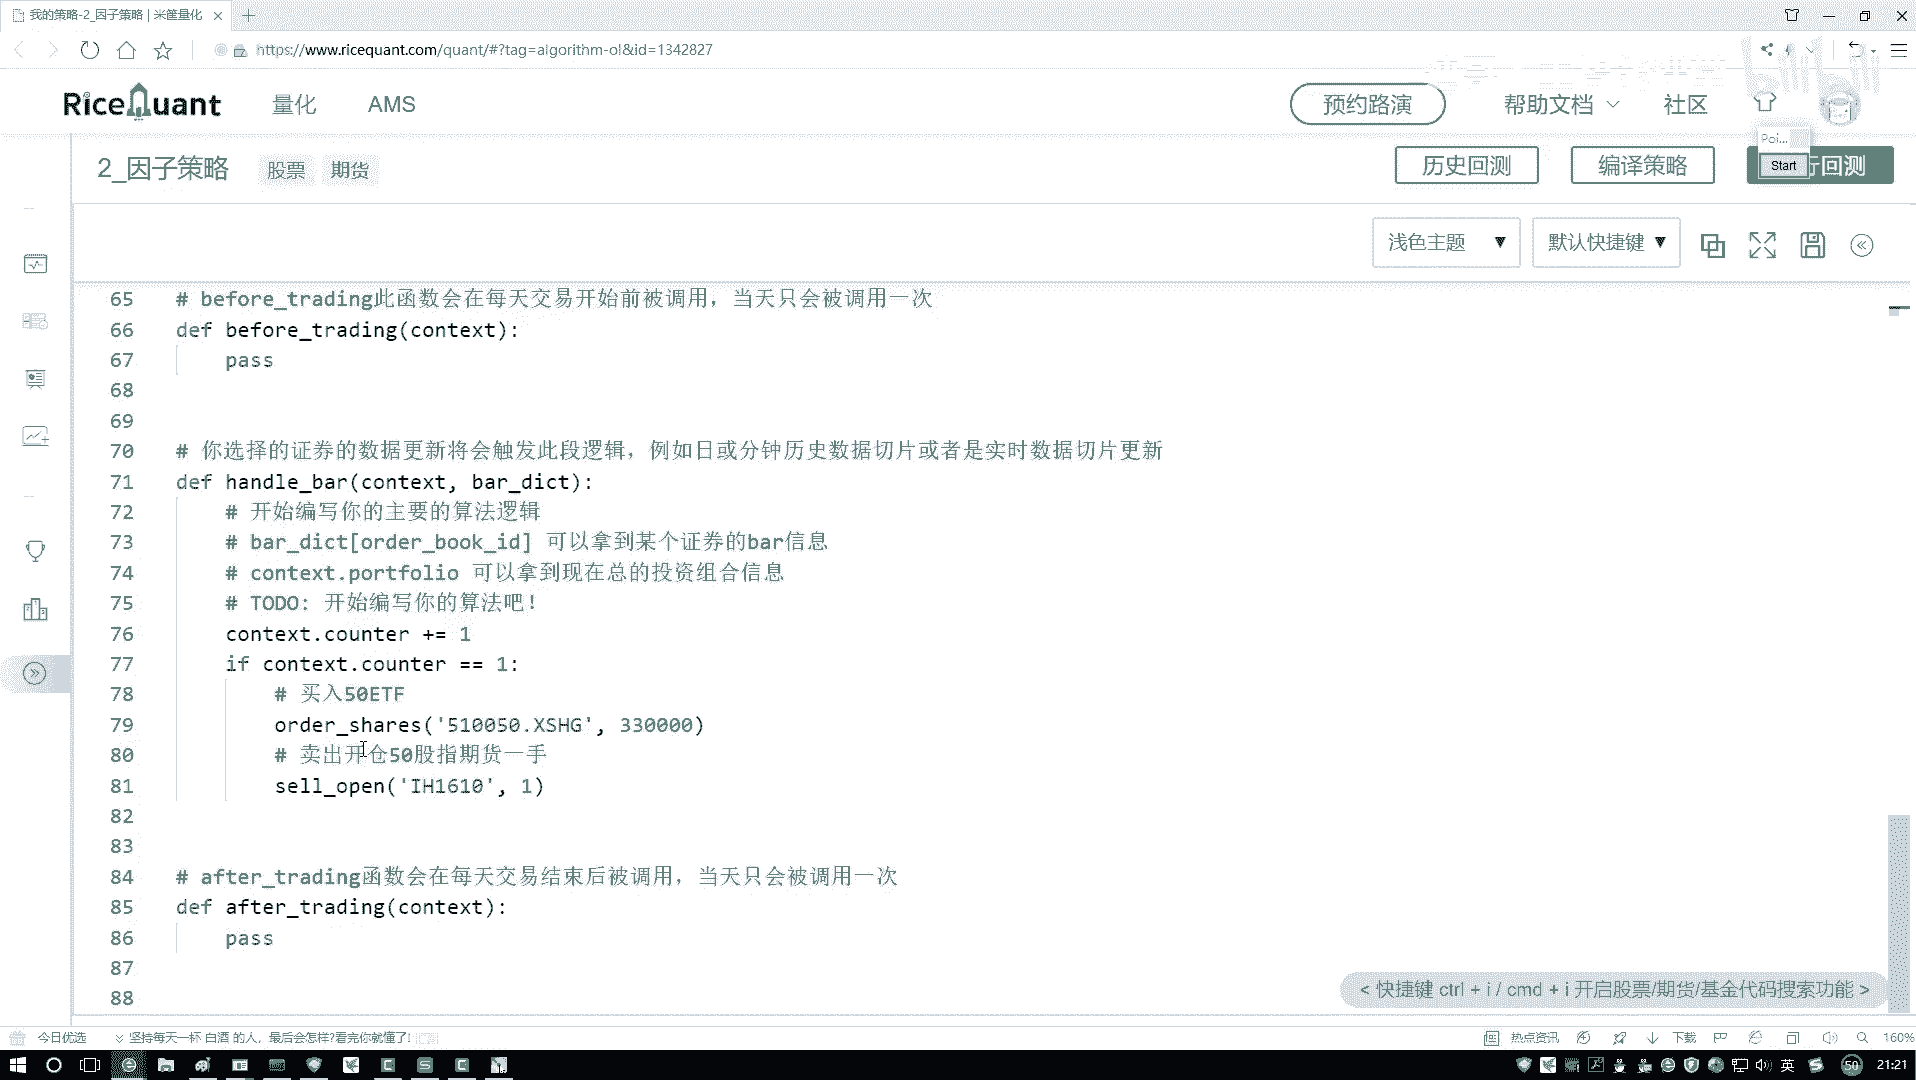 我的策略-2_因子策略 | 米筐量化
https://www.ricequant.com/quant/#?tag=algorithm-ol&id=1342827
RiceQuant 量化 AMS 预约路演 帮助文档 社区
Poi...
2_因子策略 股票 期货 历史回测 编译策略 Start 行回测
浅色主题 默认快捷键
65 # before_trading此函数会在每天交易开始前被调用，当天只会被调用一次
66 def before_trading(context):
67 pass
68
69
70 # 你选择的证券的数据更新将会触发此段逻辑，例如日或分钟历史数据切片或者是实时数据切片更新
71 def handle_bar(context, bar_dict):
72 # 开始编写你的主要的算法逻辑
73 # bar_dict[order_book_id] 可以拿到某个证券的bar信息
74 # context.portfolio 可以拿到现在总的投资组合信息
75 # TODO: 开始编写你的算法吧！
76 context.counter += 1
77 if context.counter == 1:
78 # 买入50ETF
79 order_shares('510050.XSHG', 330000)
80 # 卖出开仓50股指期货一手
81 sell_open('IH1610', 1)
82
83
84 # after_trading函数会在每天交易结束后被调用，当天只会被调用一次
85 def after_trading(context):
86 pass
87
88
< 快捷键 ctrl + i / cmd + i 开启股票/期货/基金代码搜索功能 >
今日优选 坚持每天一杯 白酒 的人，最后会怎样?看完你就懂了! 热点资讯 下载 160%
英 50 21:21